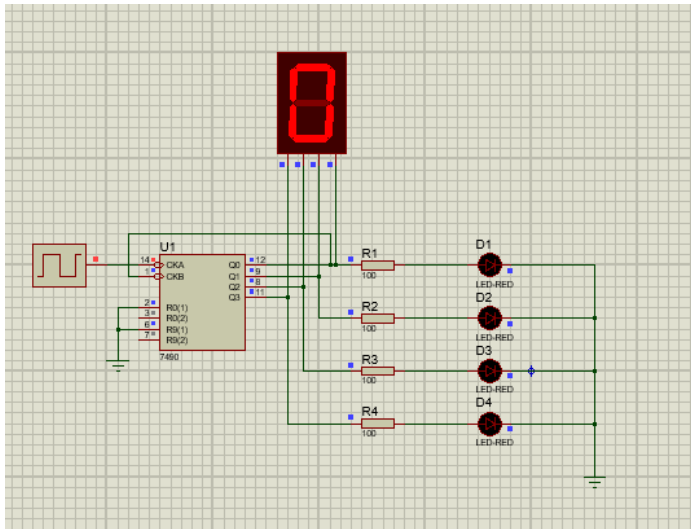 0
U1
14 CKA Q0 12
1 CKB Q1 9
Q2 8
Q3 11
2 R0(1)
3 R0(2)
6 R9(1)
7 R9(2)
7490
R1
100
R2
100
R3
100
R4
100
D1
LED-RED
D2
LED-RED
D3
LED-RED
D4
LED-RED